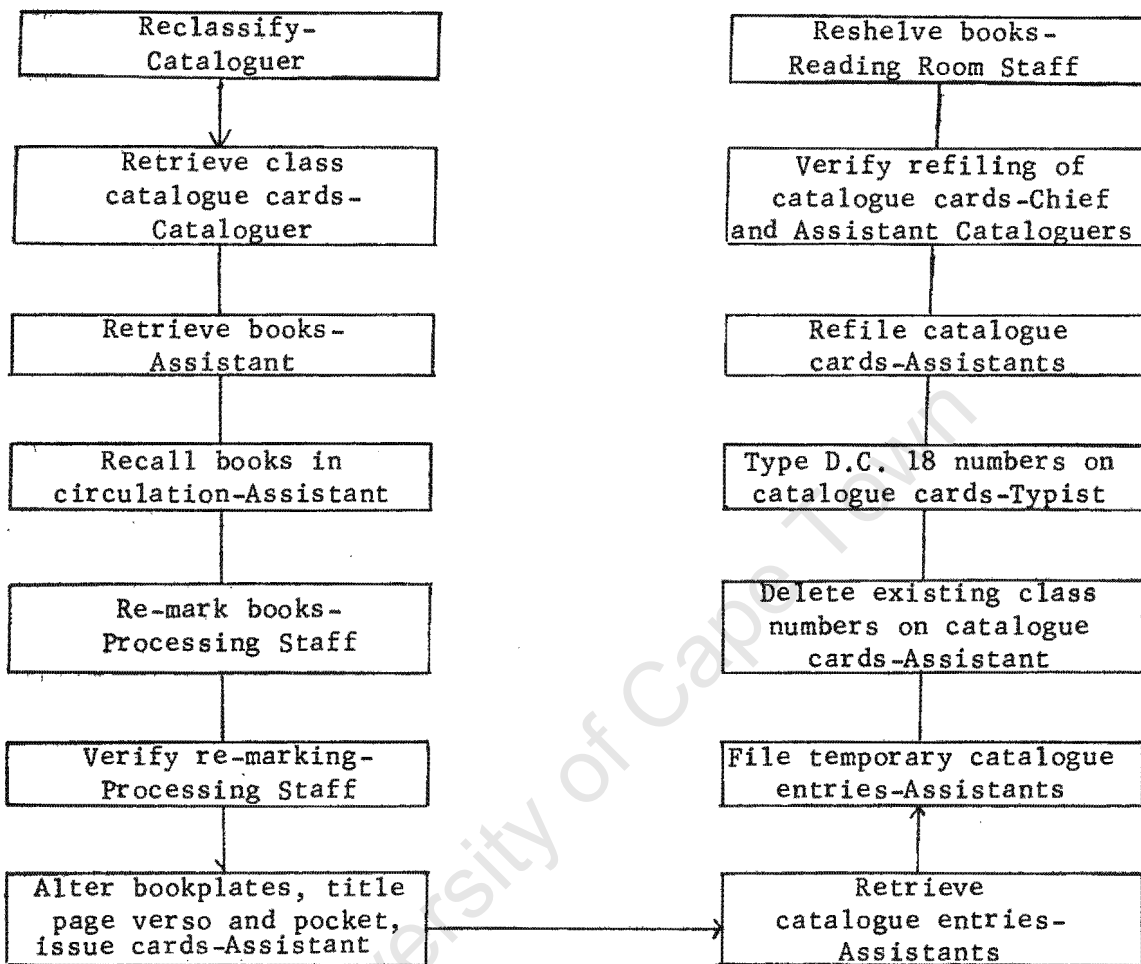 Reclassify-
Cataloguer
Retrieve class
catalogue cards-
Cataloguer
Retrieve books-
Assistant
Recall books in
circulation-Assistant
Re-mark books-
Processing Staff
Verify re-marking-
Processing Staff
Alter bookplates, title
page verso and pocket,
issue cards-Assistant
Retrieve
catalogue entries-
Assistants
File temporary catalogue
entries-Assistants
Delete existing class
numbers on catalogue
cards-Assistant
Type D.C. 18 numbers on
catalogue cards-Typist
Refile catalogue
cards-Assistants
Verify refiling of
catalogue cards-Chief
and Assistant Cataloguers
Reshelve books-
Reading Room Staff
ersity of Cape Town